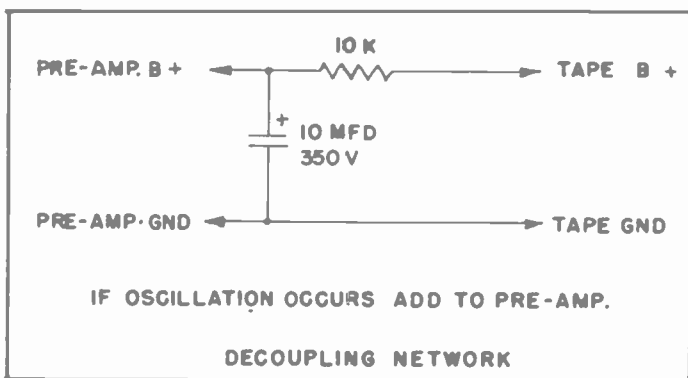 10 K
PRE-AMP. B +
TAPE B +
+
10 MFD
350 V
PRE-AMP. GND
TAPE GND
IF OSCILLATION OCCURS ADD TO PRE-AMP.
DECOUPLING NETWORK